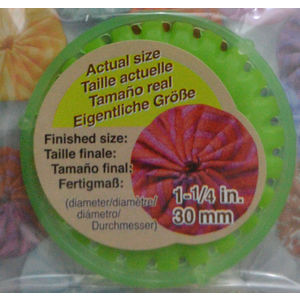 Actual size
Taille actuelle
Tamaño real
Eigentliche Größe
Finished size:
Taille finale:
Tamaño final:
Fertigmaß:
(diameter/diamètre/
diámetro/
Durchmesser)
1-1/4 in.
30 mm